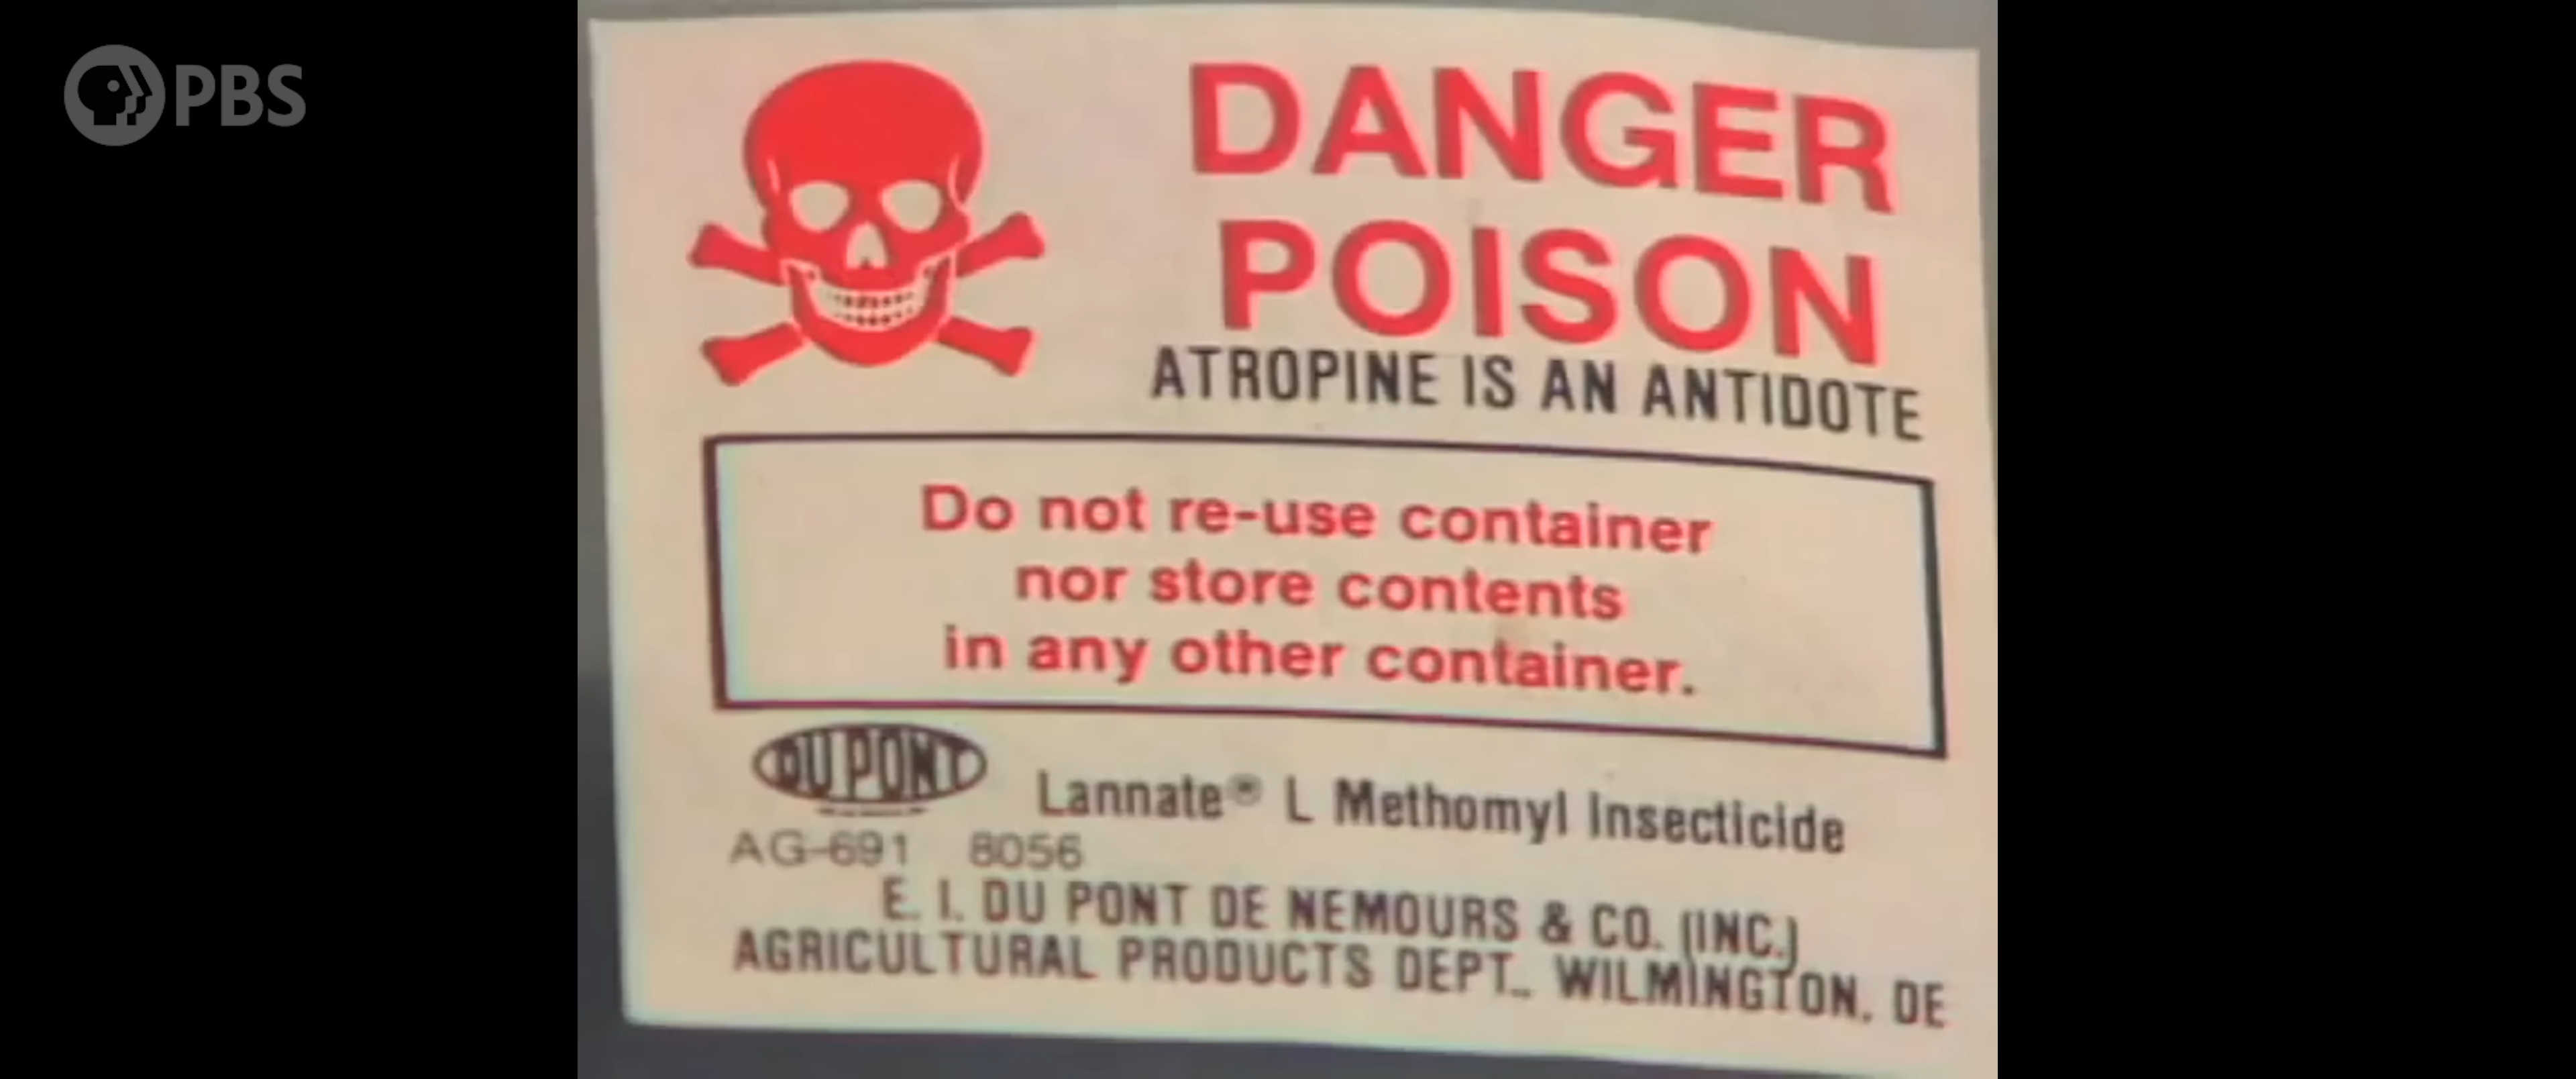 PBS
DANGER
POISON
ATROPINE IS AN ANTIDOTE
Do not re-use container
nor store contents
in any other container.
DU PONT
Lannate® L Methomyl Insecticide
AG-691 8056
E. I. DU PONT DE NEMOURS & CO. (INC.)
AGRICULTURAL PRODUCTS DEPT., WILMINGTON, DE